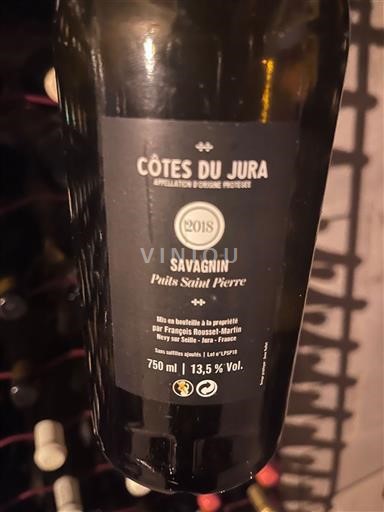 CÔTES DU JURA
APPELLATION D'ORIGINE PROTÉGÉE
2018
VINIOU
SAVAGNIN
Puits Saint Pierre
Mis en bouteille à la propriété
par François Rousset-Martin
Nevy sur Seille - Jura - France
Sans sulfites ajoutés | Lot n°LPSP18
750 ml | 13,5 % Vol.